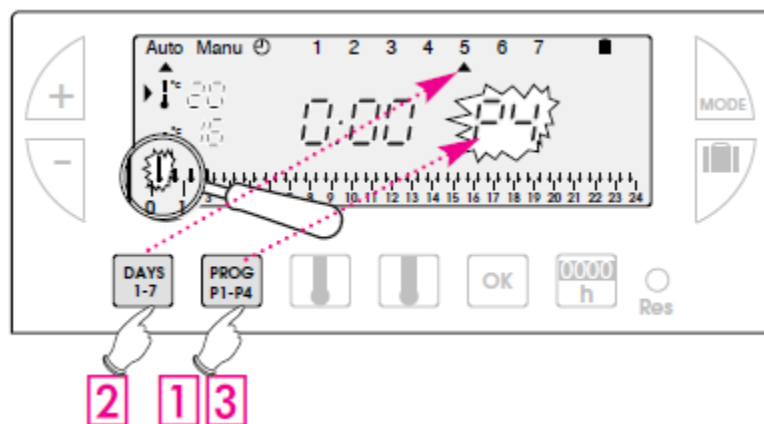 Auto Manu 1 2 3 4 5 6 7
+ °c 20 0:00 P4 MODE
- °c 16
0 1 3 8 9 10 11 12 13 14 15 16 17 18 19 20 21 22 23 24
DAYS
1-7
PROG
P1-P4
OK
0000
h
Res
2 1 3